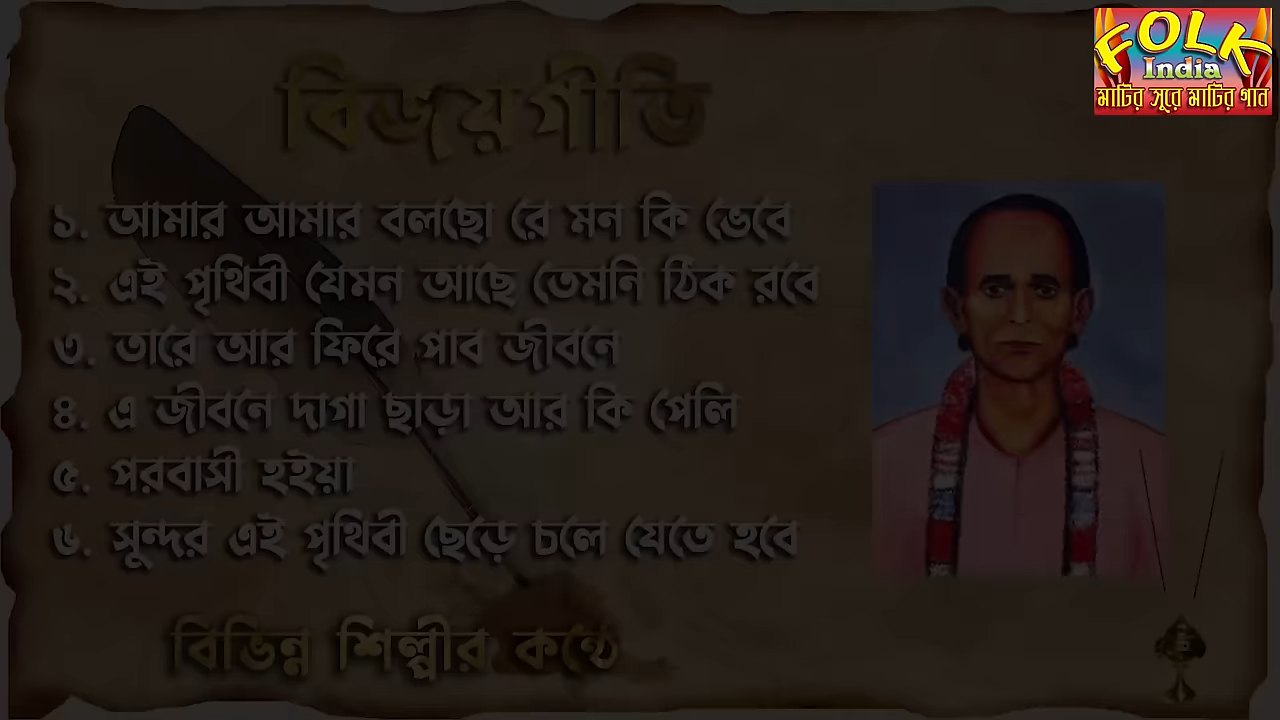 FOLK
India
মাটির সুরে মাটির গান
বিজয়গীতি
১. আমার আমার বলছো রে মন কি ভেবে
২. এই পৃথিবী যেমন আছে তেমনি ঠিক রবে
৩. তারে আর ফিরে পাব জীবনে
৪. এ জীবনে দাগা ছাড়া আর কি পেলি
৫. পরবাসী হইয়া
৬. সুন্দর এই পৃথিবী ছেড়ে চলে যেতে হবে
বিভিন্ন শিল্পীর কন্ঠে